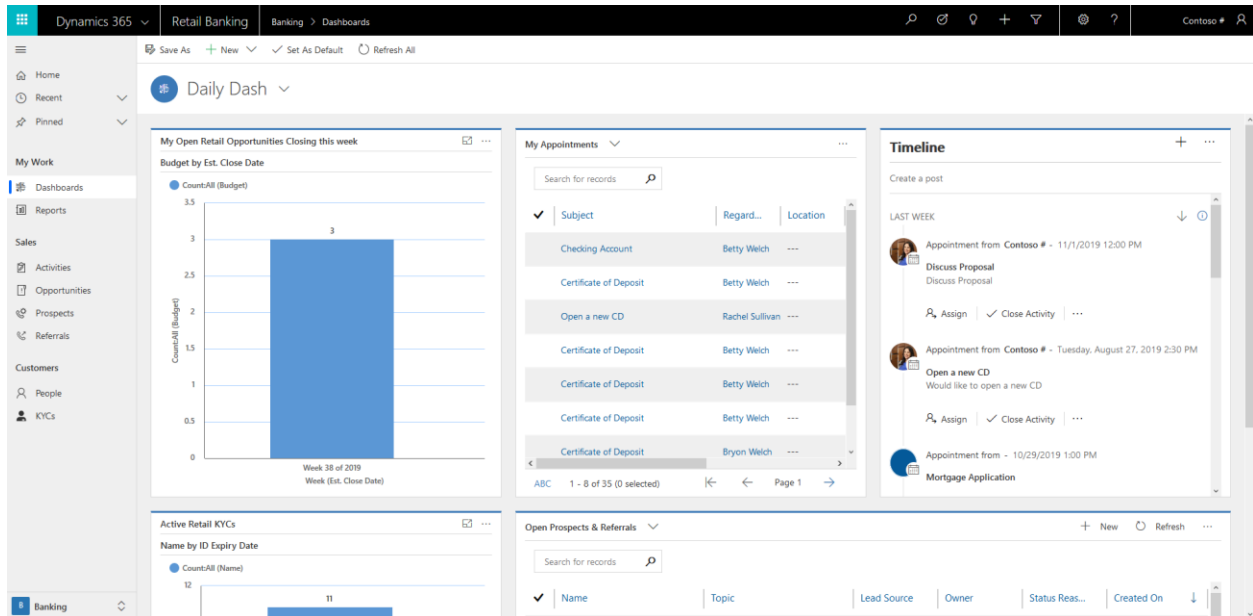 Dynamics 365 Retail Banking Banking > Dashboards Contoso #
Save As New Set As Default Refresh All
Home
Recent
Pinned
My Work
Dashboards
Reports
Sales
Activities
Opportunities
Prospects
Referrals
Customers
People
KYCs
B Banking
Daily Dash
My Open Retail Opportunities Closing this week
Budget by Est. Close Date
Count:All (Budget)
3.5
3
2.5
2
1.5
1
0.5
0
Count:All (Budget)
3
Week 38 of 2019
Week (Est. Close Date)
My Appointments
Search for records
Subject Regard... Location
Checking Account Betty Welch ---
Certificate of Deposit Betty Welch ---
Open a new CD Rachel Sullivan ---
Certificate of Deposit Betty Welch ---
Certificate of Deposit Betty Welch ---
Certificate of Deposit Betty Welch ---
Certificate of Deposit Bryon Welch ---
ABC 1 - 8 of 35 (0 selected) Page 1
Timeline
Create a post
LAST WEEK
Appointment from Contoso # - 11/1/2019 12:00 PM
Discuss Proposal
Discuss Proposal
Assign Close Activity
Appointment from Contoso # - Tuesday, August 27, 2019 2:30 PM
Open a new CD
Would like to open a new CD
Assign Close Activity
Appointment from - 10/29/2019 1:00 PM
Mortgage Application
Active Retail KYCs
Name by ID Expiry Date
Count:All (Name)
12
11
Open Prospects & Referrals New Refresh
Search for records
Name Topic Lead Source Owner Status Reas... Created On